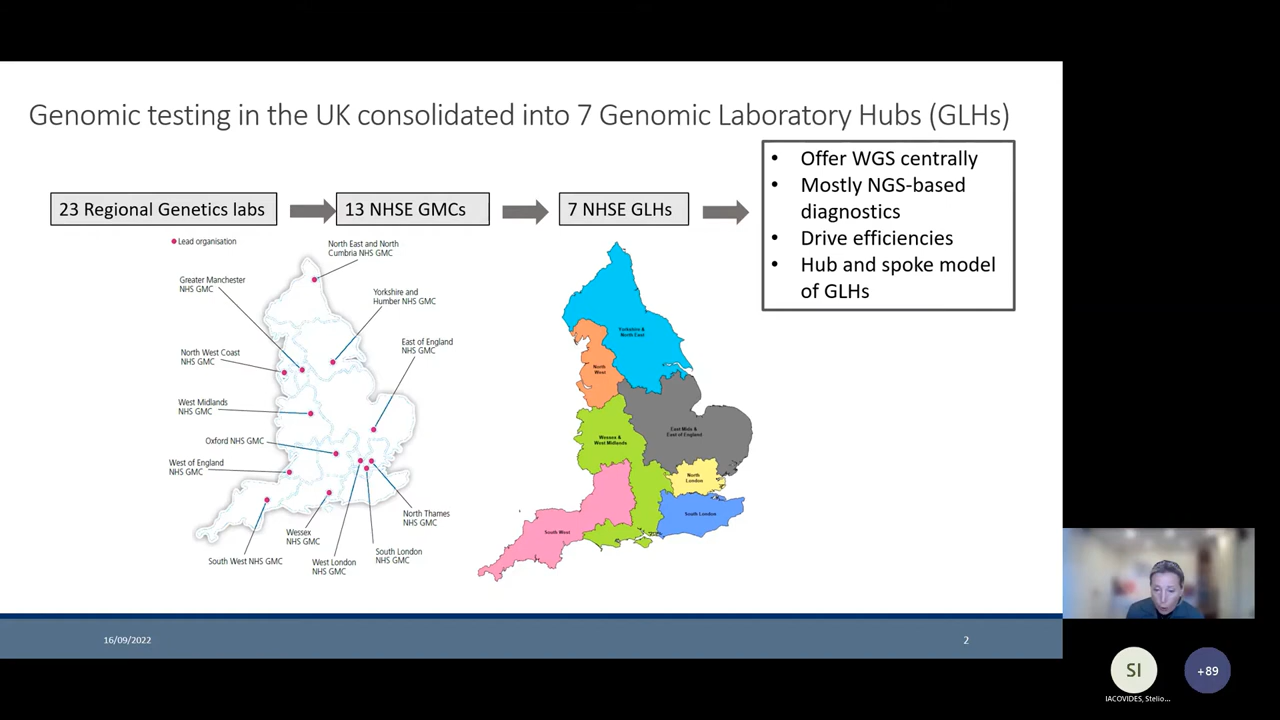 Genomic testing in the UK consolidated into 7 Genomic Laboratory Hubs (GLHs)
23 Regional Genetics labs
13 NHSE GMCs
7 NHSE GLHs
• Offer WGS centrally
• Mostly NGS-based
diagnostics
• Drive efficiencies
• Hub and spoke model
of GLHs
Lead organisation
North East and North
Cumbria NHS GMC
Greater Manchester
NHS GMC
Yorkshire and
Humber NHS GMC
East of England
NHS GMC
North West Coast
NHS GMC
West Midlands
NHS GMC
Oxford NHS GMC
West of England
NHS GMC
North Thames
NHS GMC
Wessex
NHS GMC
South London
NHS GMC
South West NHS GMC
West London
NHS GMC
Yorkshire &
North East
North
West
Wessex &
West Midlands
East Mids &
East of England
North
London
South London
South West
16/09/2022
2
SI
+89
IACOVIDES, Stelio...